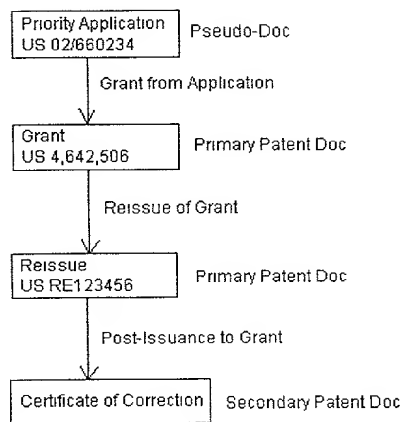 Priority Application
US 02/660234
Pseudo-Doc
Grant from Application
Grant
US 4,642,506
Primary Patent Doc
Reissue of Grant
Reissue
US RE123456
Primary Patent Doc
Post-Issuance to Grant
Certificate of Correction
Secondary Patent Doc